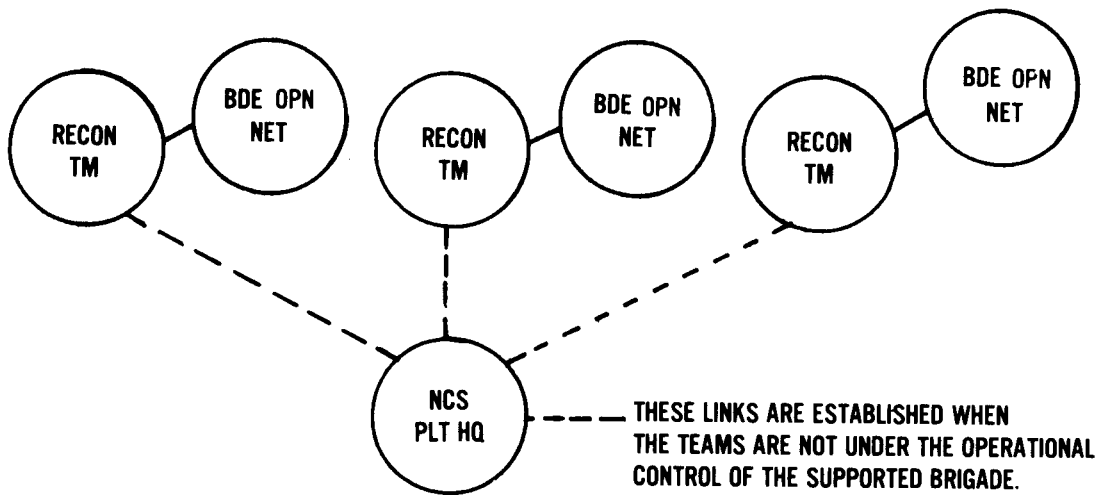 RECON
TM
BDE OPN
NET
RECON
TM
BDE OPN
NET
RECON
TM
BDE OPN
NET
NCS
PLT HQ
THESE LINKS ARE ESTABLISHED WHEN
THE TEAMS ARE NOT UNDER THE OPERATIONAL
CONTROL OF THE SUPPORTED BRIGADE.